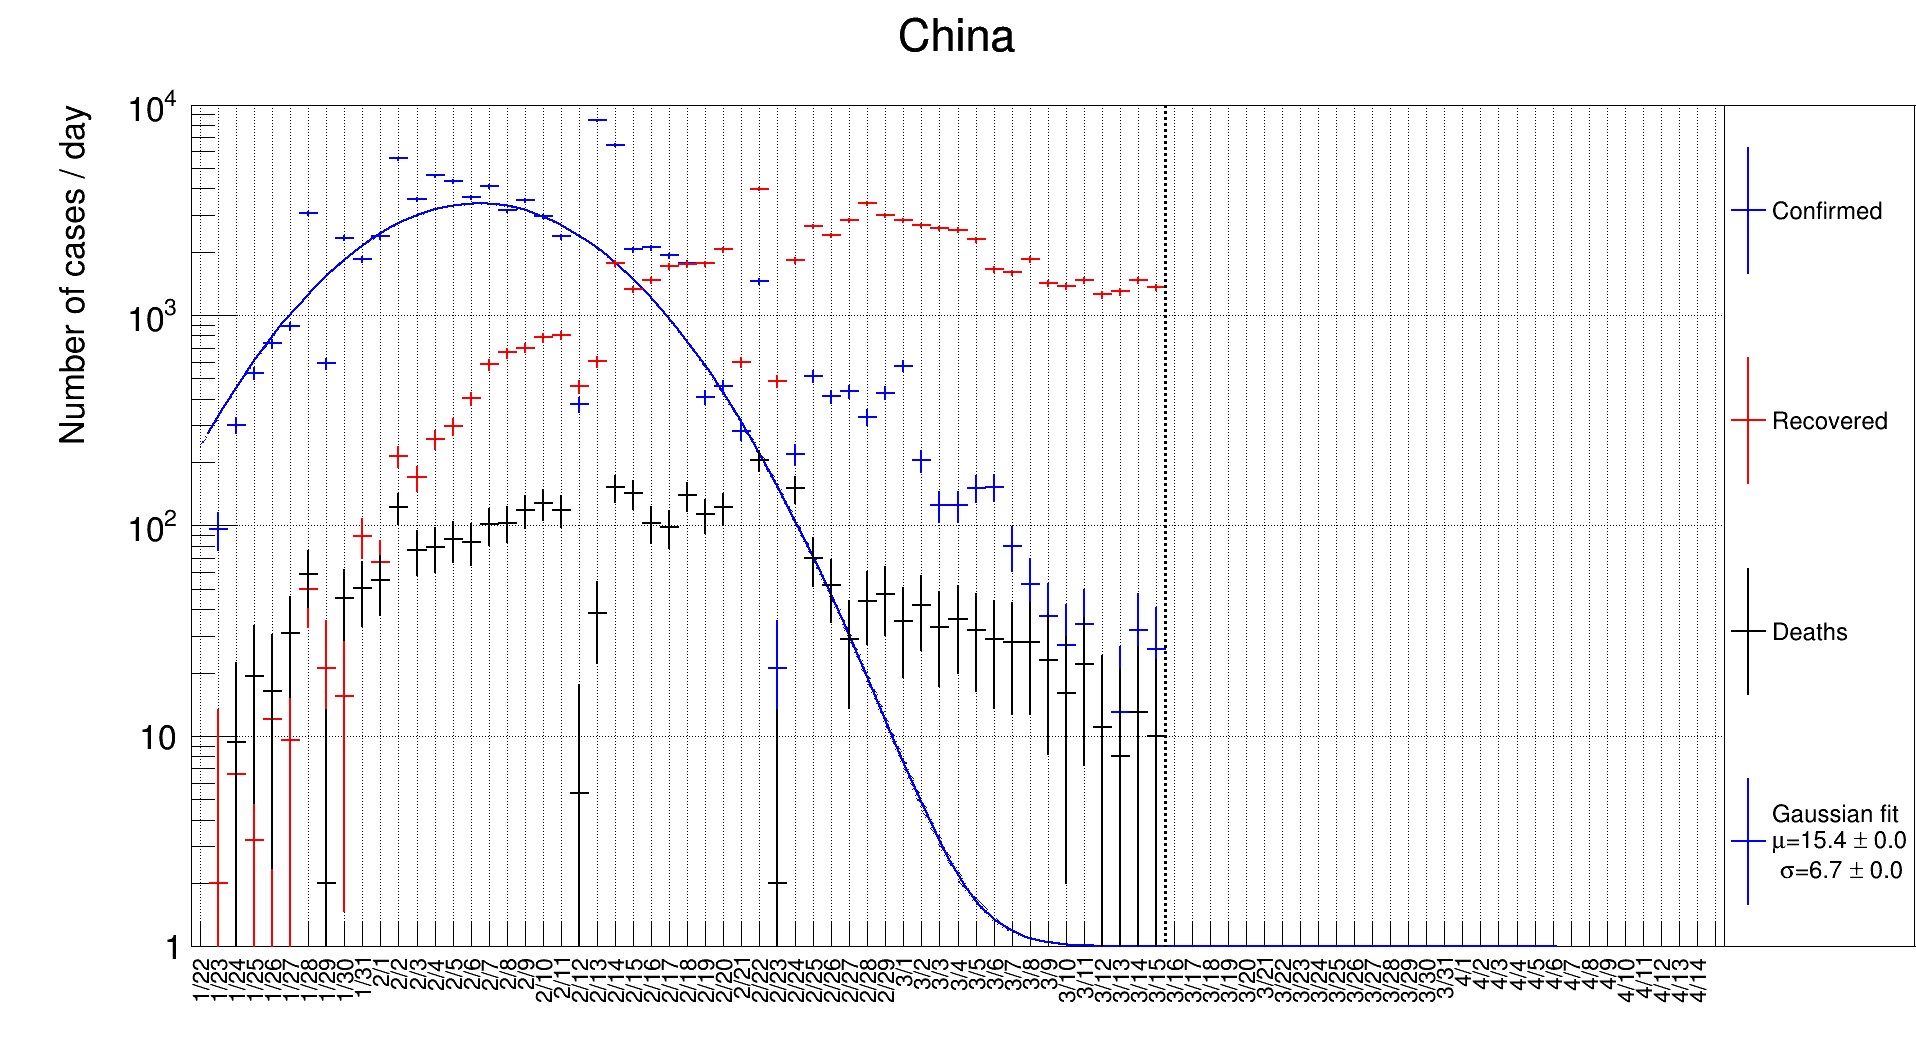 China
Number of cases / day
10⁴
10³
10²
10
1
1/22 1/23 1/24 1/25 1/26 1/27 1/28 1/29 1/30 1/31 2/1 2/2 2/3 2/4 2/5 2/6 2/7 2/8 2/9 2/10 2/11 2/12 2/13 2/14 2/15 2/16 2/17 2/18 2/19 2/20 2/21 2/22 2/23 2/24 2/25 2/26 2/27 2/28 2/29 3/1 3/2 3/3 3/4 3/5 3/6 3/7 3/8 3/9 3/10 3/11 3/12 3/13 3/14 3/15 3/16 3/17 3/18 3/19 3/20 3/21 3/22 3/23 3/24 3/25 3/26 3/27 3/28 3/29 3/30 3/31 4/1 4/2 4/3 4/4 4/5 4/6 4/7 4/8 4/9 4/10 4/11 4/12 4/13 4/14
Confirmed
Recovered
Deaths
Gaussian fit
μ=15.4 ± 0.0
σ=6.7 ± 0.0